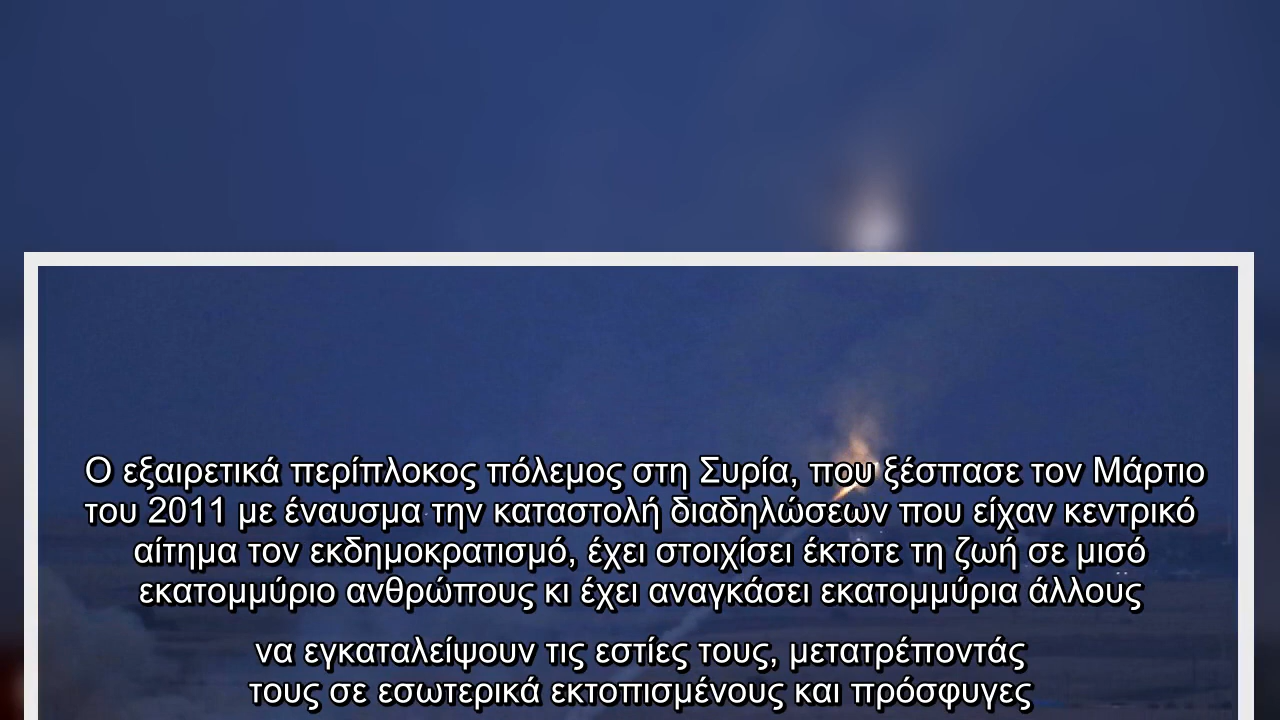 Ο εξαιρετικά περίπλοκος πόλεμος στη Συρία, που ξέσπασε τον Μάρτιο
του 2011 με έναυσμα την καταστολή διαδηλώσεων που είχαν κεντρικό
αίτημα τον εκδημοκρατισμό, έχει στοιχίσει έκτοτε τη ζωή σε μισό
εκατομμύριο ανθρώπους κι έχει αναγκάσει εκατομμύρια άλλους
να εγκαταλείψουν τις εστίες τους, μετατρέποντάς
τους σε εσωτερικά εκτοπισμένους και πρόσφυγες